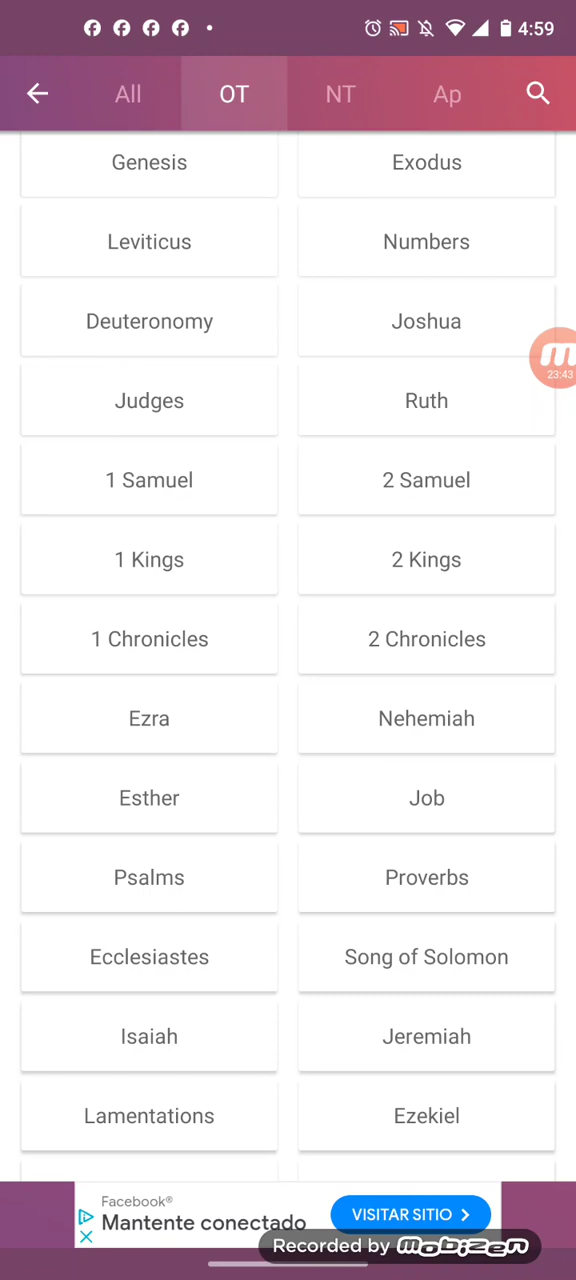 4:59
All OT NT Ap
Genesis Exodus
Leviticus Numbers
Deuteronomy Joshua
23:43
Judges Ruth
1 Samuel 2 Samuel
1 Kings 2 Kings
1 Chronicles 2 Chronicles
Ezra Nehemiah
Esther Job
Psalms Proverbs
Ecclesiastes Song of Solomon
Isaiah Jeremiah
Lamentations Ezekiel
Facebook®
Mantente conectado VISITAR SITIO
Recorded by mobizen